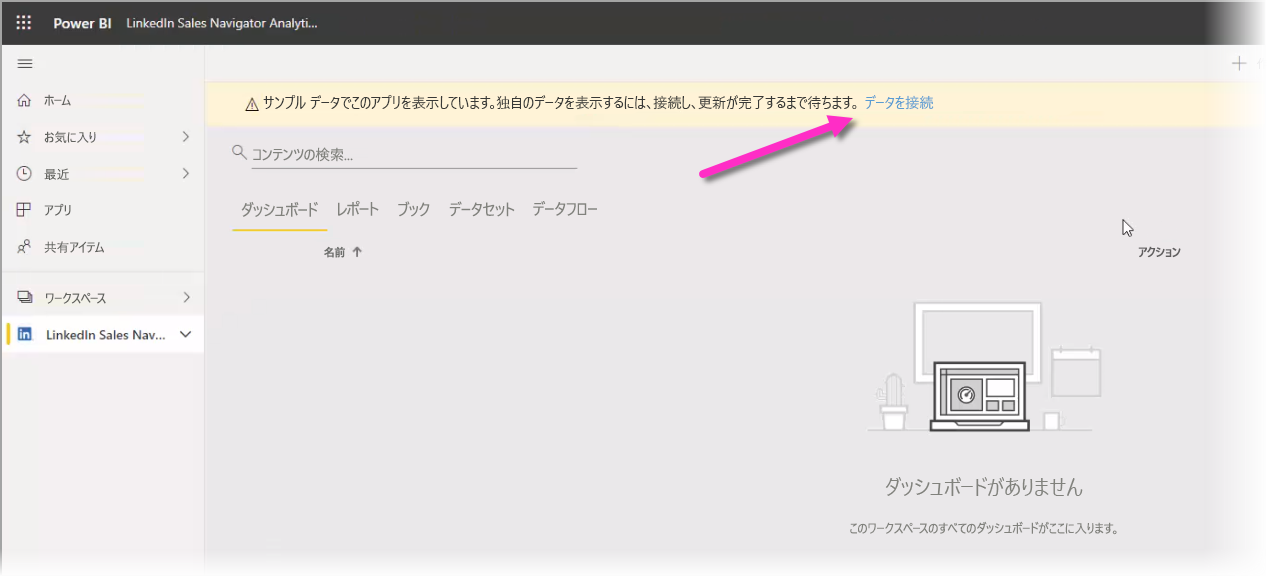 Power BI LinkedIn Sales Navigator Analyti...
ホーム
お気に入り
最近
アプリ
共有アイテム
ワークスペース
LinkedIn Sales Nav...
サンプル データでこのアプリを表示しています。独自のデータを表示するには、接続し、更新が完了するまで待ちます。 データを接続
コンテンツの検索...
ダッシュボード レポート ブック データセット データフロー
名前 アクション
ダッシュボードがありません
このワークスペースのすべてのダッシュボードがここに入ります。